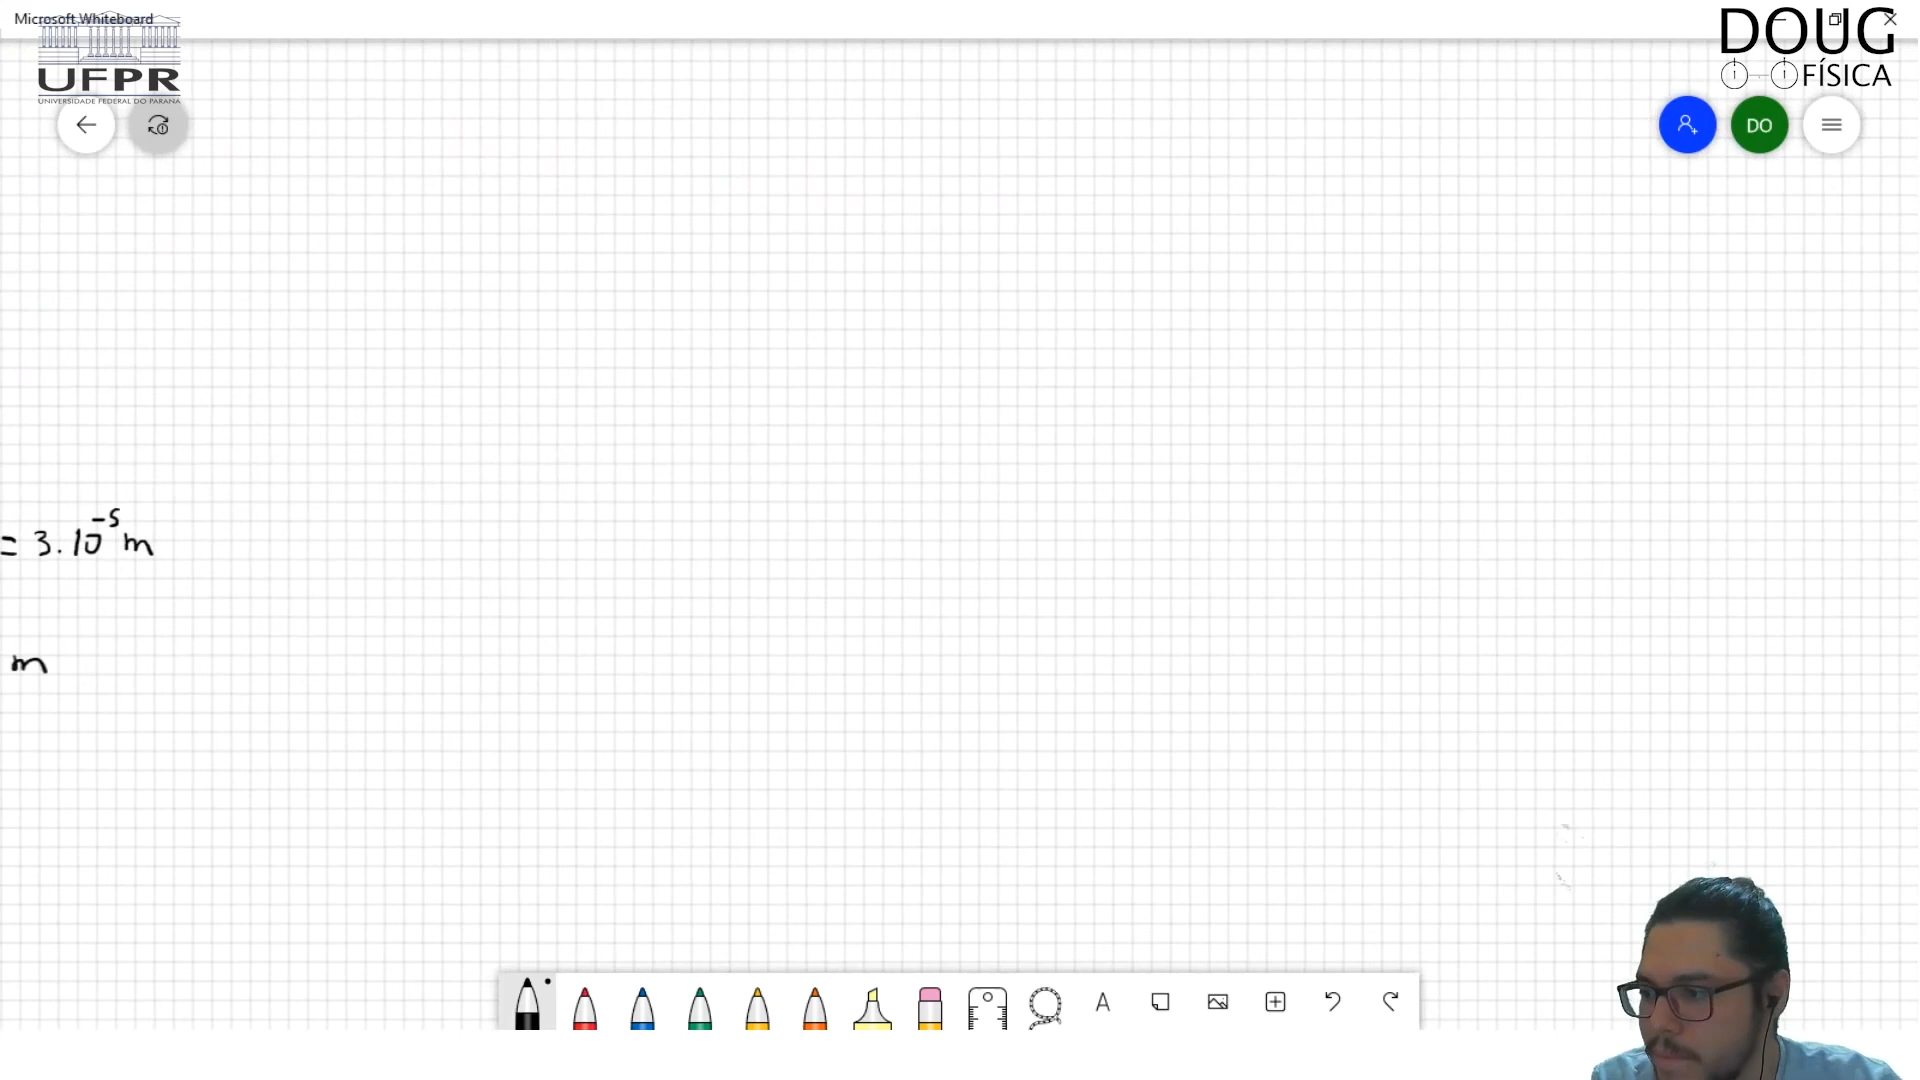 Microsoft Whiteboard
UFPR
UNIVERSIDADE FEDERAL DO PARANÁ
DOUG
FÍSICA
DO
= 3.10⁻⁵ m
m
A